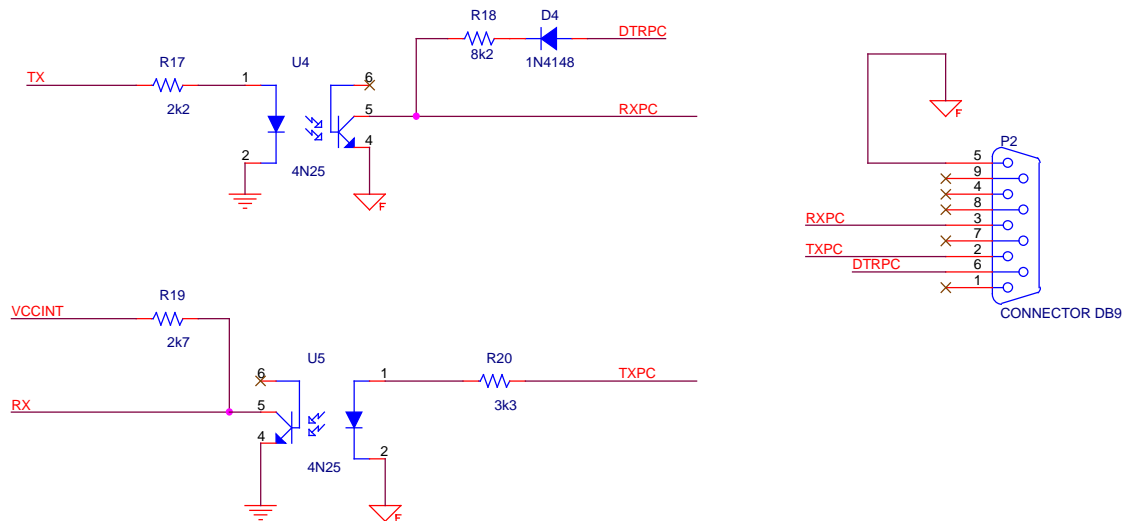 R18
D4
DTRPC
8k2
1N4148
R17
U4
TX
1
6
2k2
5
RXPC
2
4
4N25
F
F
P2
5
9
4
8
RXPC
3
7
TXPC
2
DTRPC
6
1
CONNECTOR DB9
R19
VCCINT
2k7
U5
R20
6
1
TXPC
3k3
RX
5
4
2
4N25
F